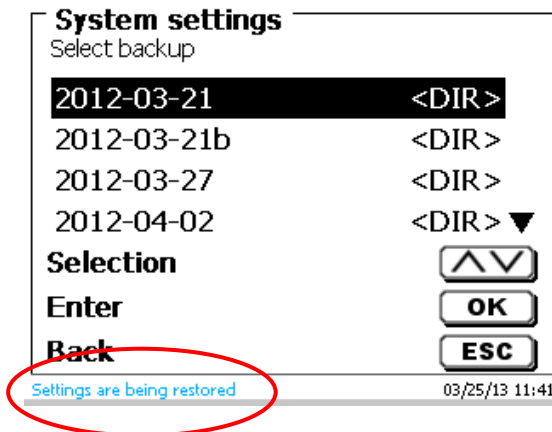 System settings
Select backup
2012-03-21 <DIR>
2012-03-21b <DIR>
2012-03-27 <DIR>
2012-04-02 <DIR> ▼
Selection
Enter OK
Back ESC
Settings are being restored 03/25/13 11:41